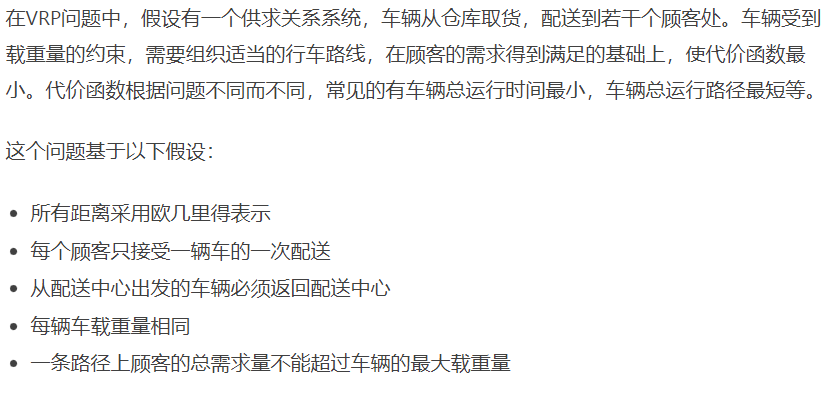 在VRP问题中，假设有一个供求关系系统，车辆从仓库取货，配送到若干个顾客处。车辆受到
载重量的约束，需要组织适当的行车路线，在顾客的需求得到满足的基础上，使代价函数最
小。代价函数根据问题不同而不同，常见的有车辆总运行时间最小，车辆总运行路径最短等。
这个问题基于以下假设：
• 所有距离采用欧几里得表示
• 每个顾客只接受一辆车的一次配送
• 从配送中心出发的车辆必须返回配送中心
• 每辆车载重量相同
• 一条路径上顾客的总需求量不能超过车辆的最大载重量